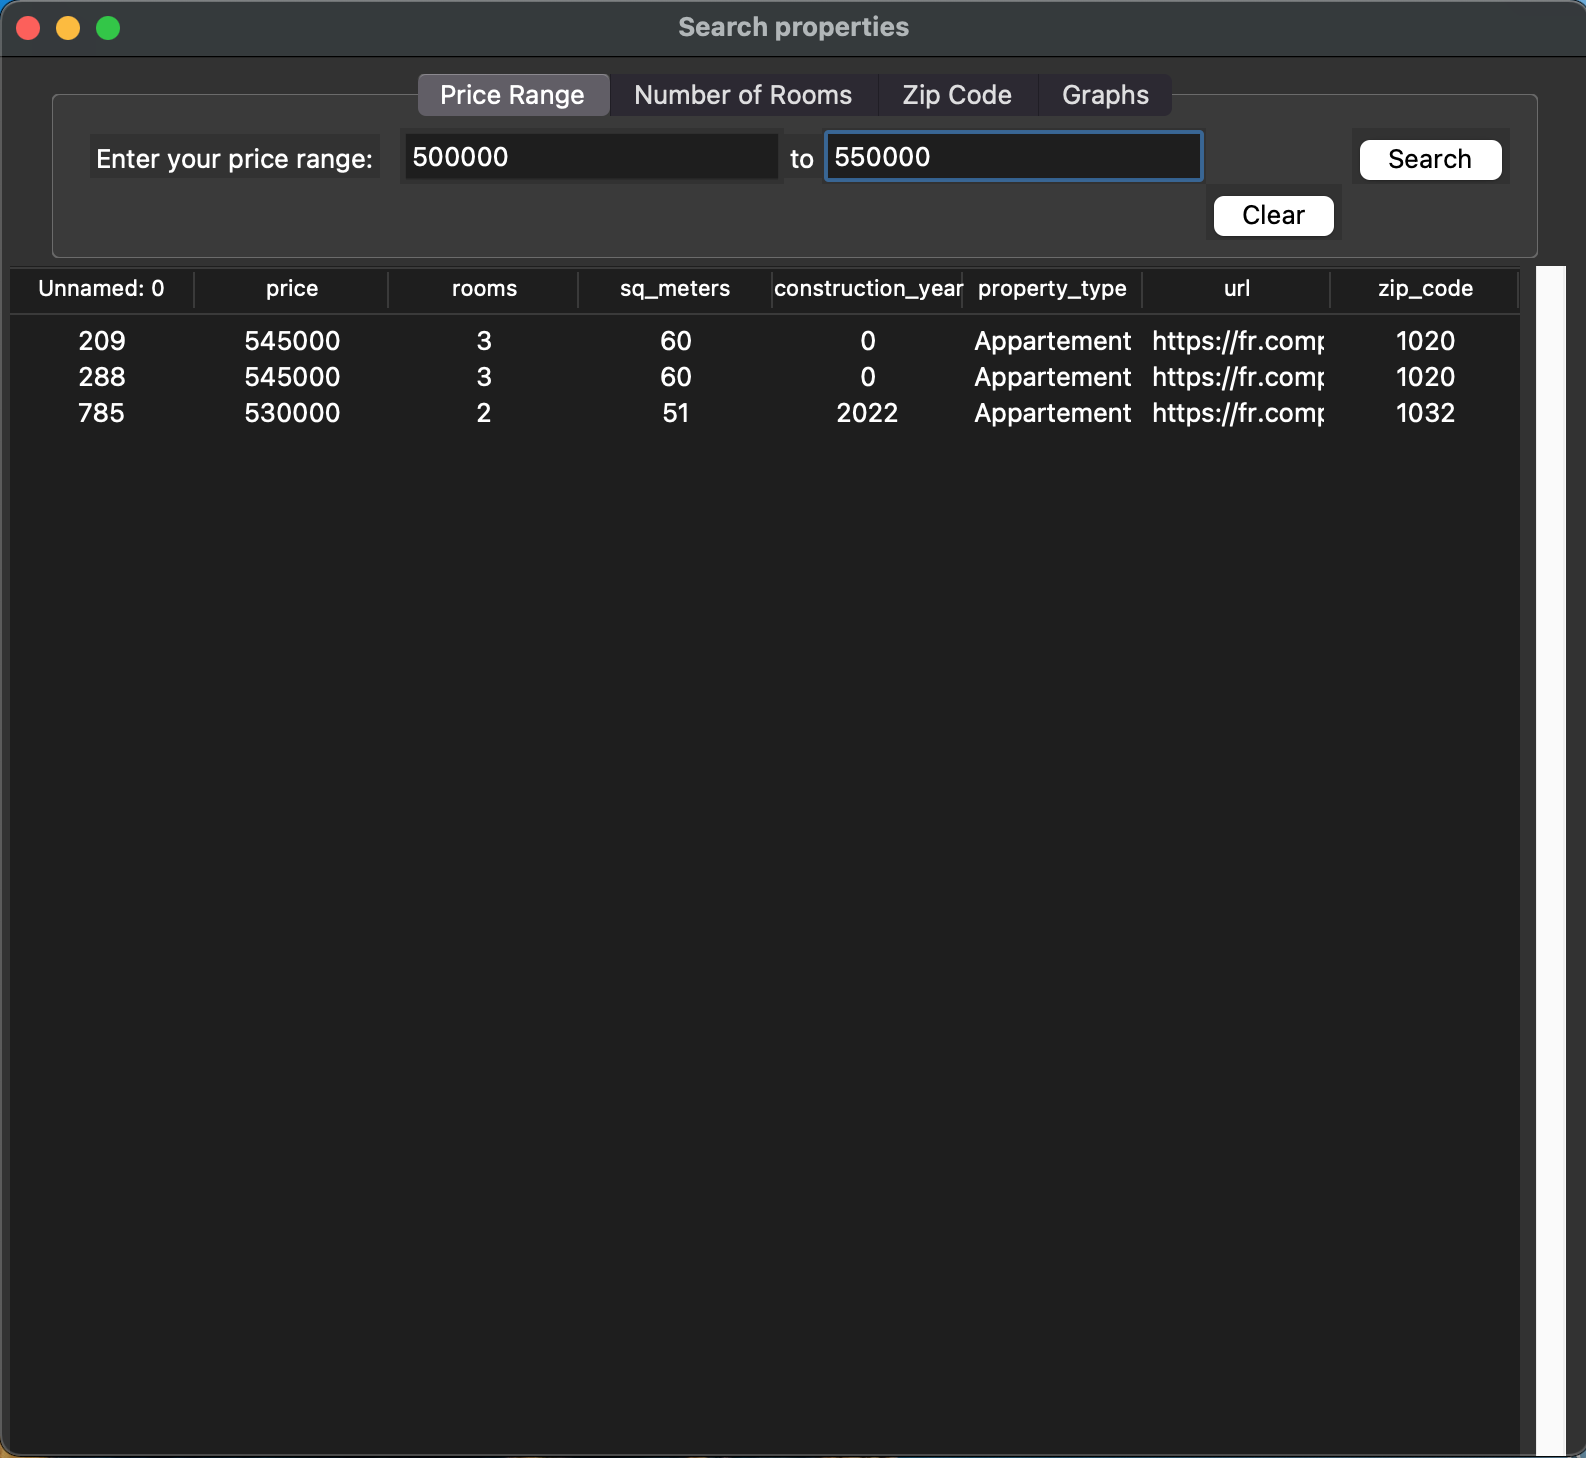 Search properties
Price Range Number of Rooms Zip Code Graphs
Enter your price range: 500000 to 550000 Search
Clear
Unnamed: 0 price rooms sq_meters construction_year property_type url zip_code
209 545000 3 60 0 Appartement https://fr.comp 1020
288 545000 3 60 0 Appartement https://fr.comp 1020
785 530000 2 51 2022 Appartement https://fr.comp 1032